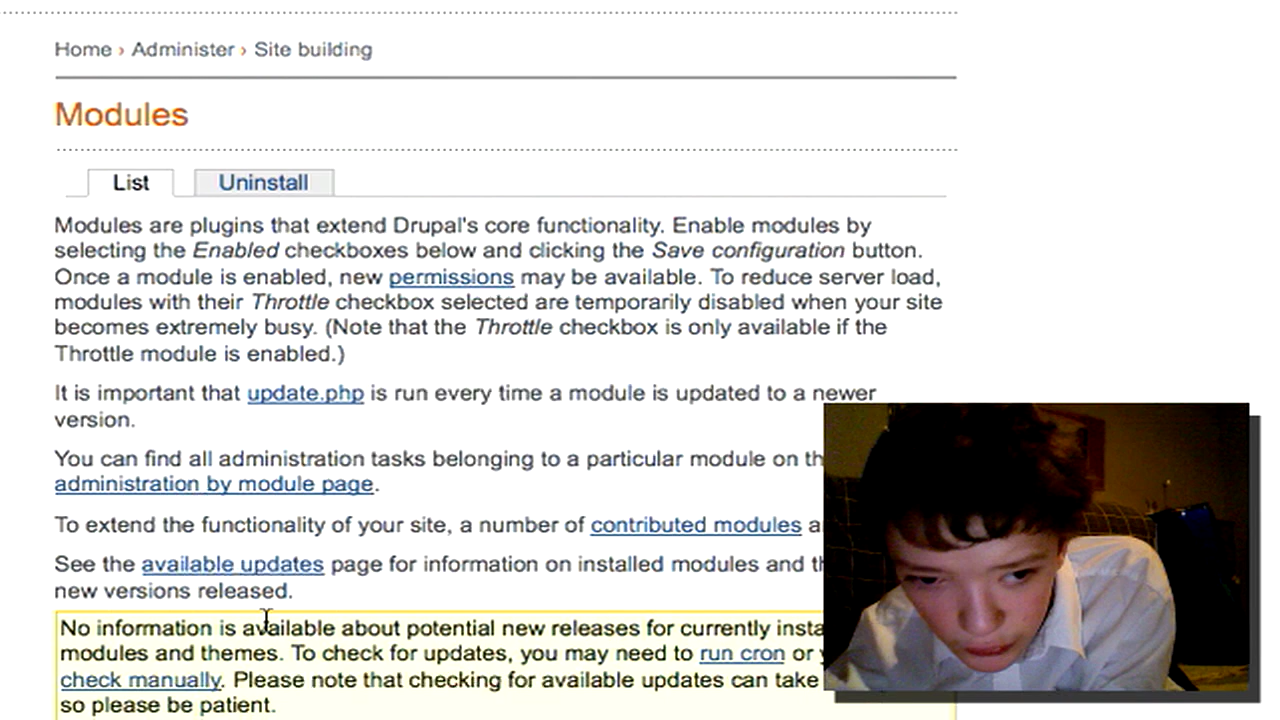 Home › Administer › Site building
Modules
List Uninstall
Modules are plugins that extend Drupal's core functionality. Enable modules by
selecting the Enabled checkboxes below and clicking the Save configuration button.
Once a module is enabled, new permissions may be available. To reduce server load,
modules with their Throttle checkbox selected are temporarily disabled when your site
becomes extremely busy. (Note that the Throttle checkbox is only available if the
Throttle module is enabled.)
It is important that update.php is run every time a module is updated to a newer
version.
You can find all administration tasks belonging to a particular module on
administration by module page.
To extend the functionality of your site, a number of contributed modules
See the available updates page for information on installed modules and
new versions released.
No information is available about potential new releases for currently
modules and themes. To check for updates, you may need to run cron or
check manually. Please note that checking for available updates can take
so please be patient.